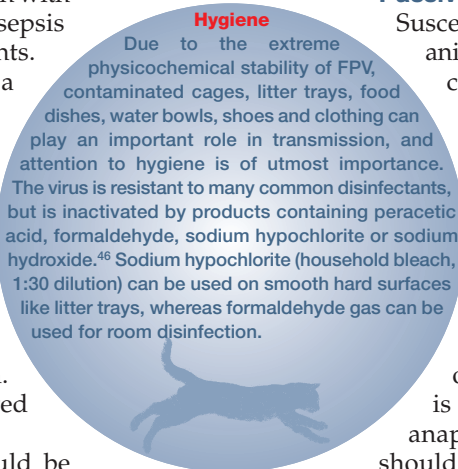 with
sepsis
nts.
a
ed
uld be
Hygiene
Due to the extreme
physicochemical stability of FPV,
contaminated cages, litter trays, food
dishes, water bowls, shoes and clothing can
play an important role in transmission, and
attention to hygiene is of utmost importance.
The virus is resistant to many common disinfectants,
but is inactivated by products containing peracetic
acid, formaldehyde, sodium hypochlorite or sodium
hydroxide.46 Sodium hypochlorite (household bleach,
1:30 dilution) can be used on smooth hard surfaces
like litter trays, whereas formaldehyde gas can be
used for room disinfection.
Susce
ani
c
is
anap
should